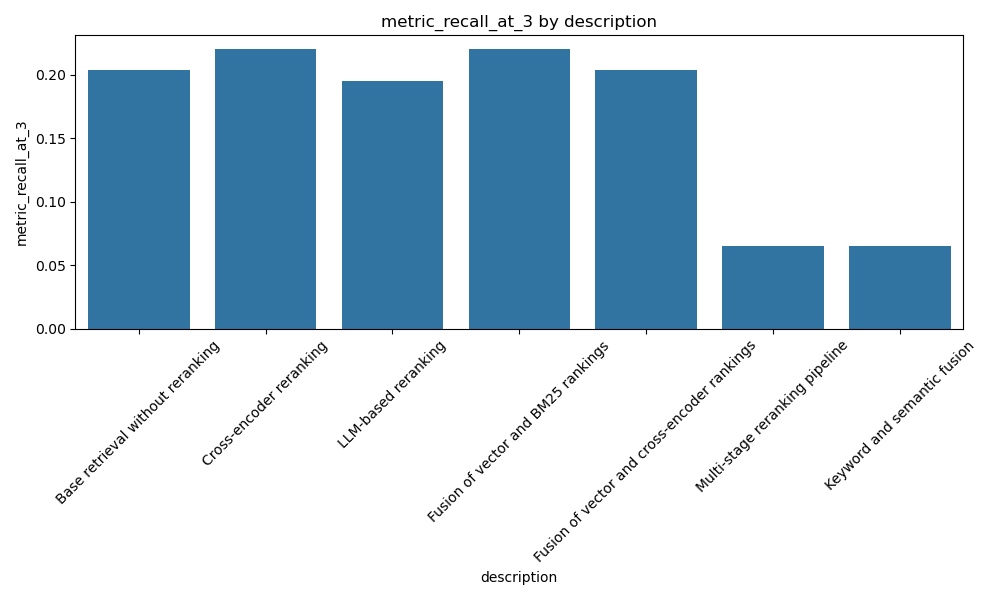 metric_recall_at_3 by description
metric_recall_at_3
0.20
0.15
0.10
0.05
0.00
Base retrieval without reranking
Cross-encoder reranking
LLM-based reranking
Fusion of vector and BM25 rankings
Fusion of vector and cross-encoder rankings
Multi-stage reranking pipeline
Keyword and semantic fusion
description